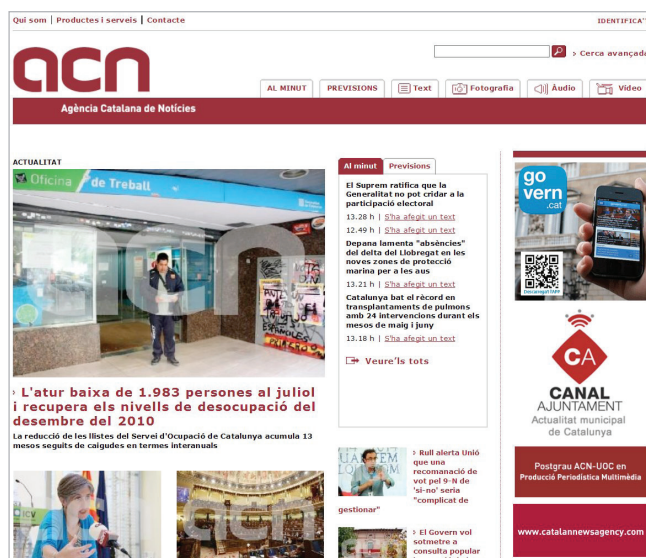 Qui som | Productes i serveis | Contacte
IDENTIFICA'
acn
Cerca avançada
AL MINUT
PREVISIONS
Text
Fotografia
Àudio
Vídeo
Agència Catalana de Notícies
ACTUALITAT
Oficina de Treball
L'atur baixa de 1.983 persones al juliol
i recupera els nivells de desocupació del
desembre del 2010
La reducció de les llistes del Servei d'Ocupació de Catalunya acumula 13
mesos seguits de caigudes en termes interanuals
Al minut
Previsions
El Suprem ratifica que la
Generalitat no pot cridar a la
participació electoral
13.28 h | S'ha afegit un text
12.49 h | S'ha afegit un text
Depana lamenta "absències"
del delta del Llobregat en les
noves zones de protecció
marina per a les aus
13.21 h | S'ha afegit un text
Catalunya bat el rècord en
transplantaments de pulmons
amb 24 intervencions durant els
mesos de maig i juny
13.18 h | S'ha afegit un text
Veure'ls tots
Rull alerta Unió
que una
recomanació de
vot pel 9-N de
'si-no' seria
"complicat de
gestionar"
El Govern vol
sotmetre a
consulta popular
go
vern
.cat
Descarrega't l'APP
CA
CANAL
AJUNTAMENT
Actualitat municipal
de Catalunya
Postgrau ACN-UOC en
Producció Periodística Multimèdia
www.catalannewsagency.com